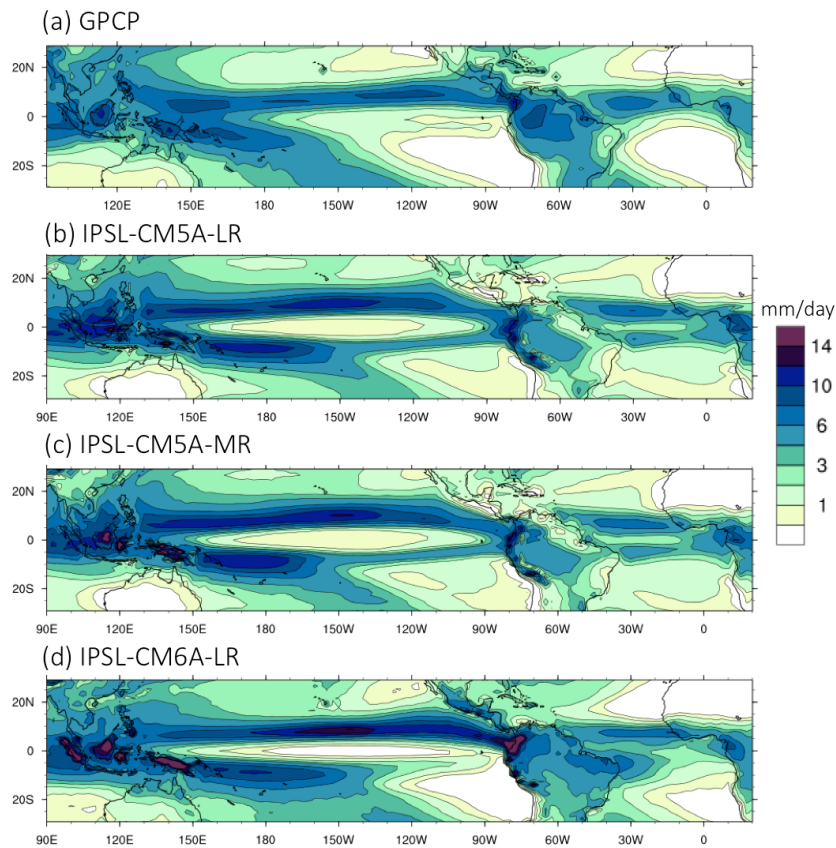 (a) GPCP
20N
0
20S
120E 150E 180 150W 120W 90W 60W 30W 0
(b) IPSL-CM5A-LR
20N
0
20S
90E 120E 150E 180 150W 120W 90W 60W 30W 0
mm/day
14
10
6
3
1
(c) IPSL-CM5A-MR
20N
0
20S
90E 120E 150E 180 150W 120W 90W 60W 30W 0
(d) IPSL-CM6A-LR
20N
0
20S
90E 120E 150E 180 150W 120W 90W 60W 30W 0